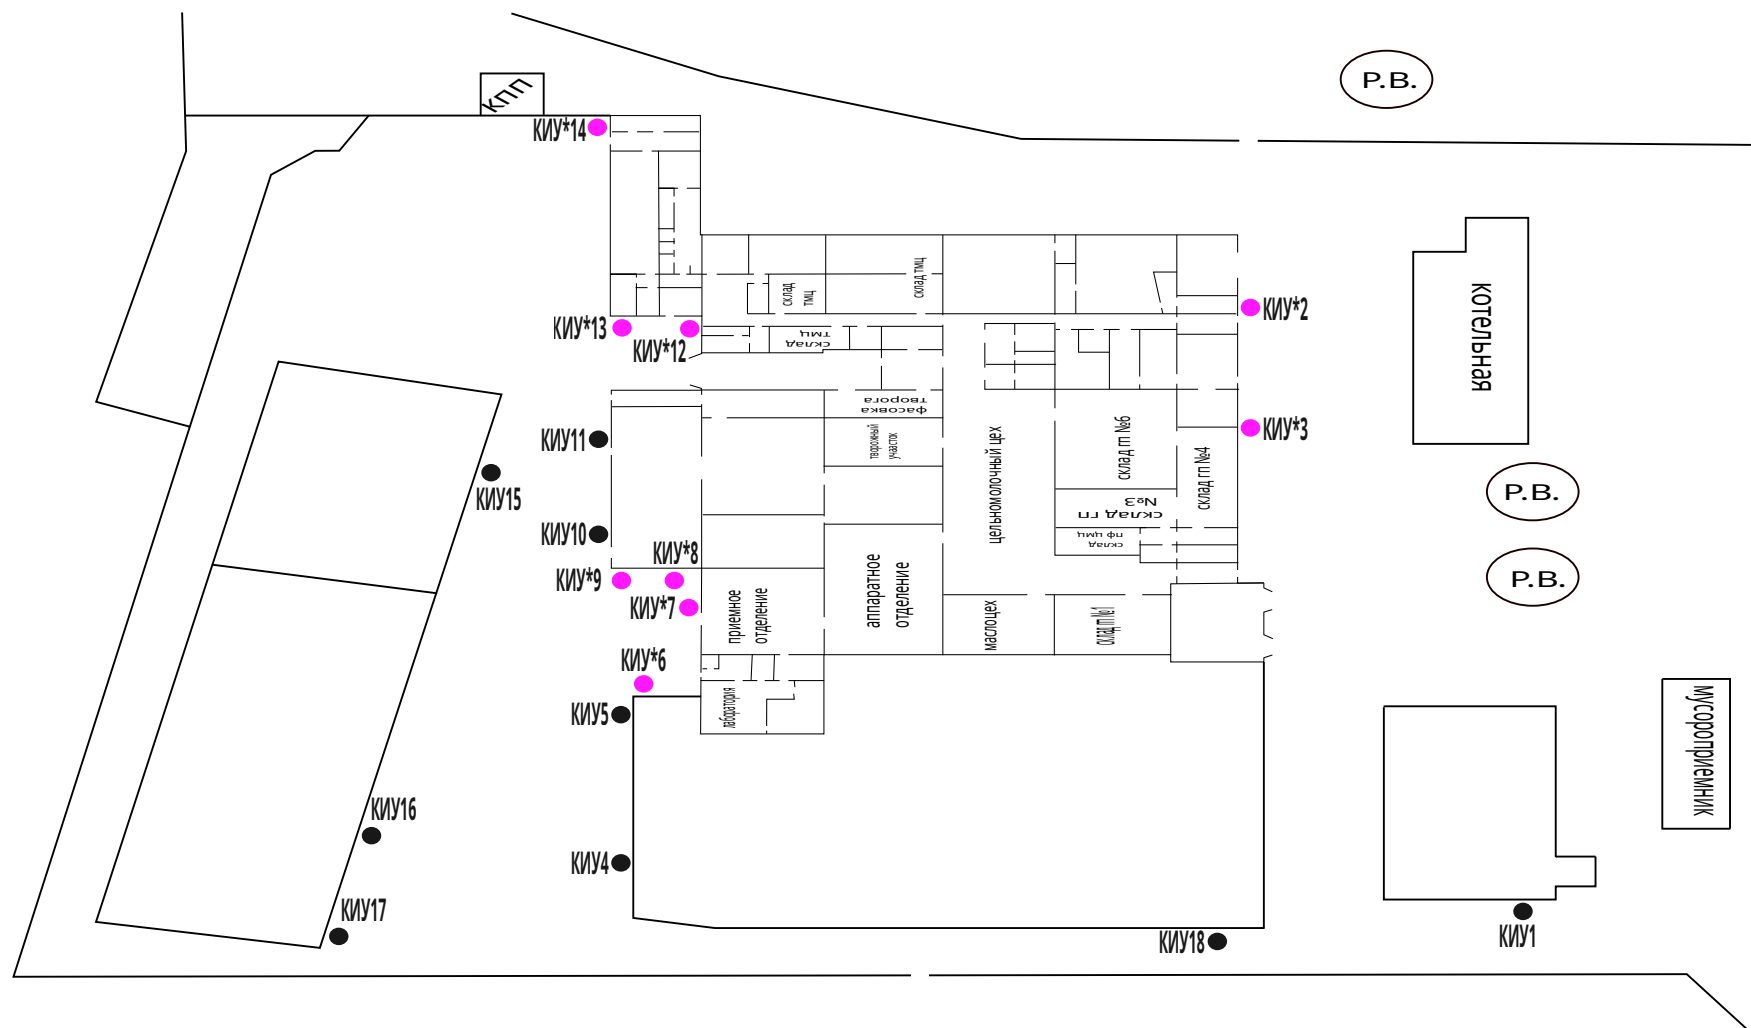 Р.В.
КПП
КИУ*14
склад тмц
склад
тмц
КИУ*2
котельная
КИУ*13
КИУ*12
склад
тмц
фасовка
творога
КИУ*3
КИУ11
творожный
участок
цельномолочный цех
склад гп №6
склад гп №4
КИУ15
Р.В.
склад гп
№3
КИУ10
склад
пф цмц
КИУ*8
КИУ*9
Р.В.
КИУ*7
приемное
отделение
аппаратное
отделение
маслоцех
склад гп №1
КИУ*6
лаборатория
КИУ5
мусороприемник
КИУ16
КИУ4
КИУ17
КИУ18
КИУ1